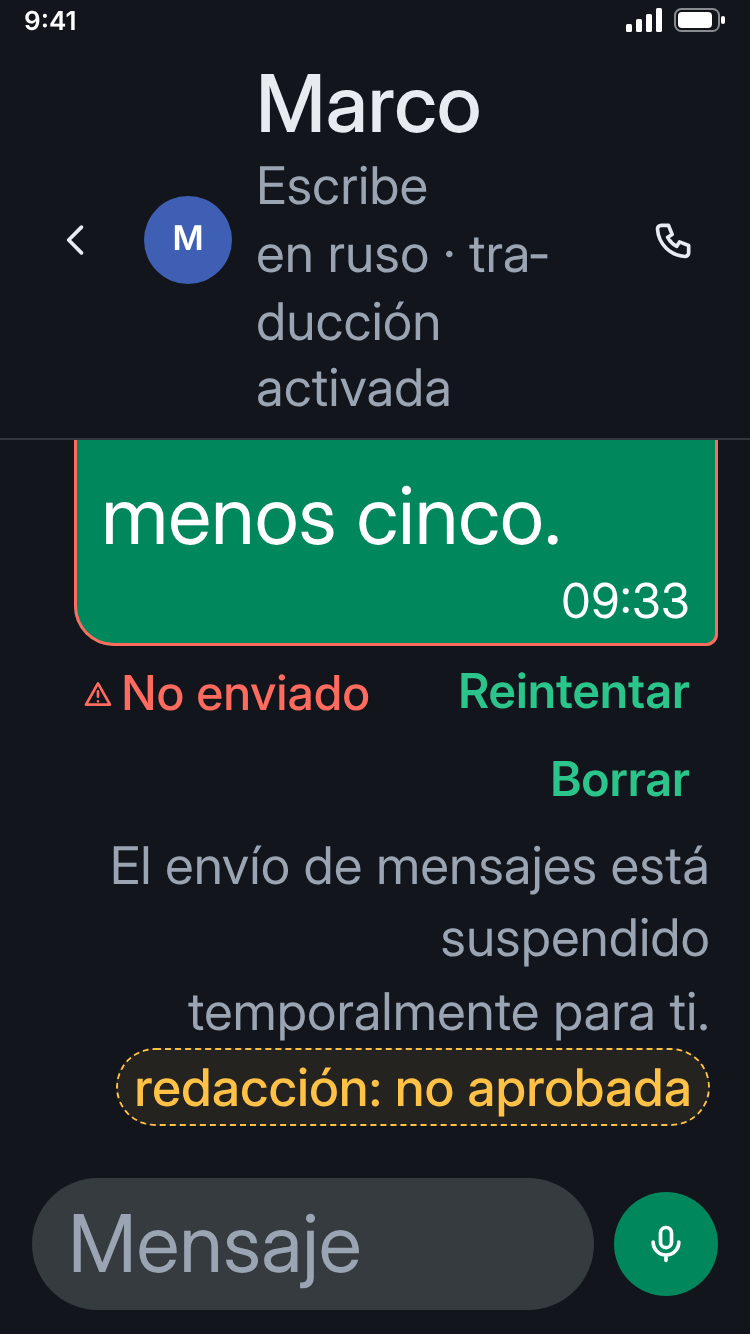 9:41
Marco
Escribe
en ruso · tra-
ducción
activada
M
menos cinco.
09:33
No enviado
Reintentar
Borrar
El envío de mensajes está
suspendido
temporalmente para ti.
redacción: no aprobada
Mensaje